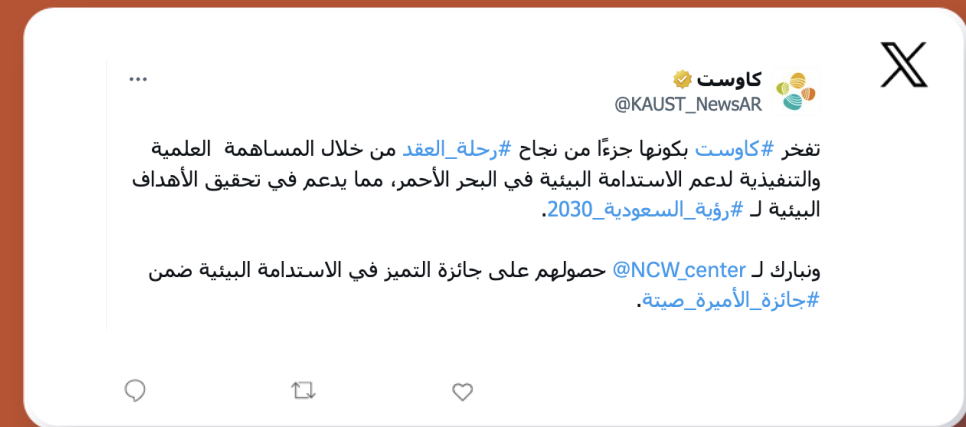 كاوست
@KAUST_NewsAR
تفخر #كاوست بكونها جزءًا من نجاح #رحلة_العقد من خلال المساهمة العلمية
والتنفيذية لدعم الاستدامة البيئية في البحر الأحمر، مما يدعم في تحقيق الأهداف
البيئية لـ #رؤية_السعودية_2030.
ونبارك لـ @NCW_center حصولهم على جائزة التميز في الاستدامة البيئية ضمن
#جائزة_الأميرة_صيتة.